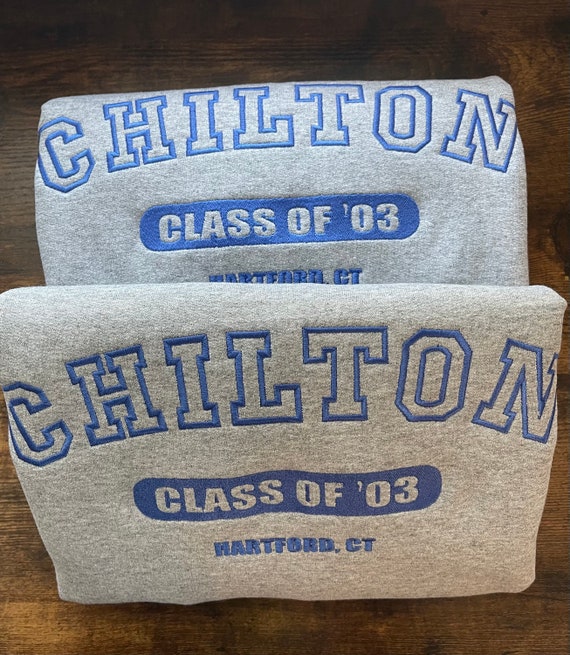 CHILTON
CLASS OF '03
HARTFORD, CT
CHILTON
CLASS OF '03
HARTFORD, CT